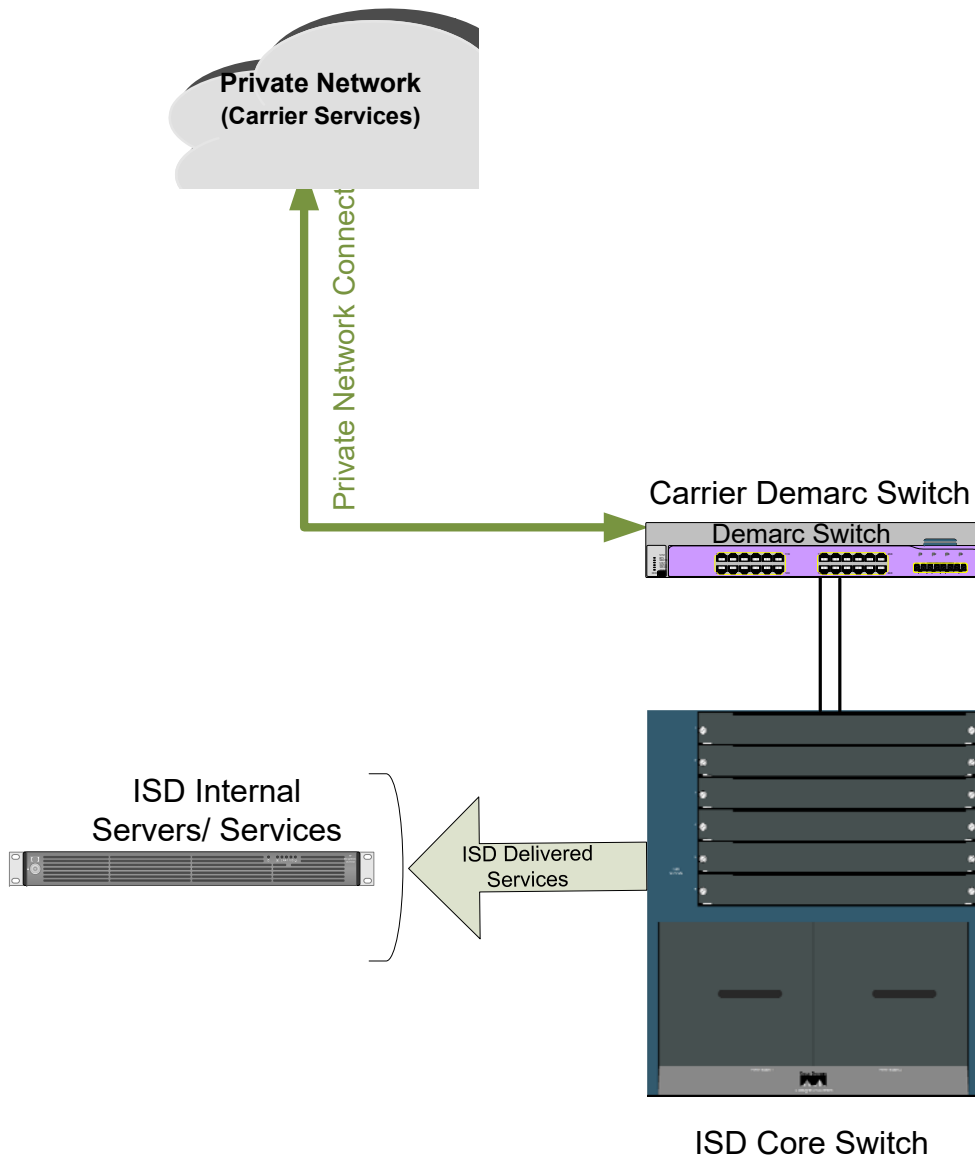 Private Network
(Carrier Services)
Private Network Connect
Carrier Demarc Switch
Demarc Switch
ISD Internal
Servers/ Services
ISD Delivered
Services
ISD Core Switch